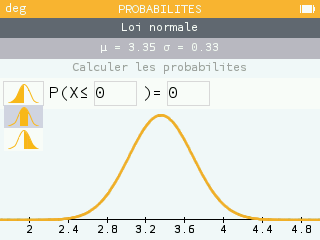 deg PROBABILITES
Loi normale
μ = 3.35 σ = 0.33
Calculer les probabilites
P(X≤ 0 )= 0
2 2.4 2.8 3.2 3.6 4 4.4 4.8